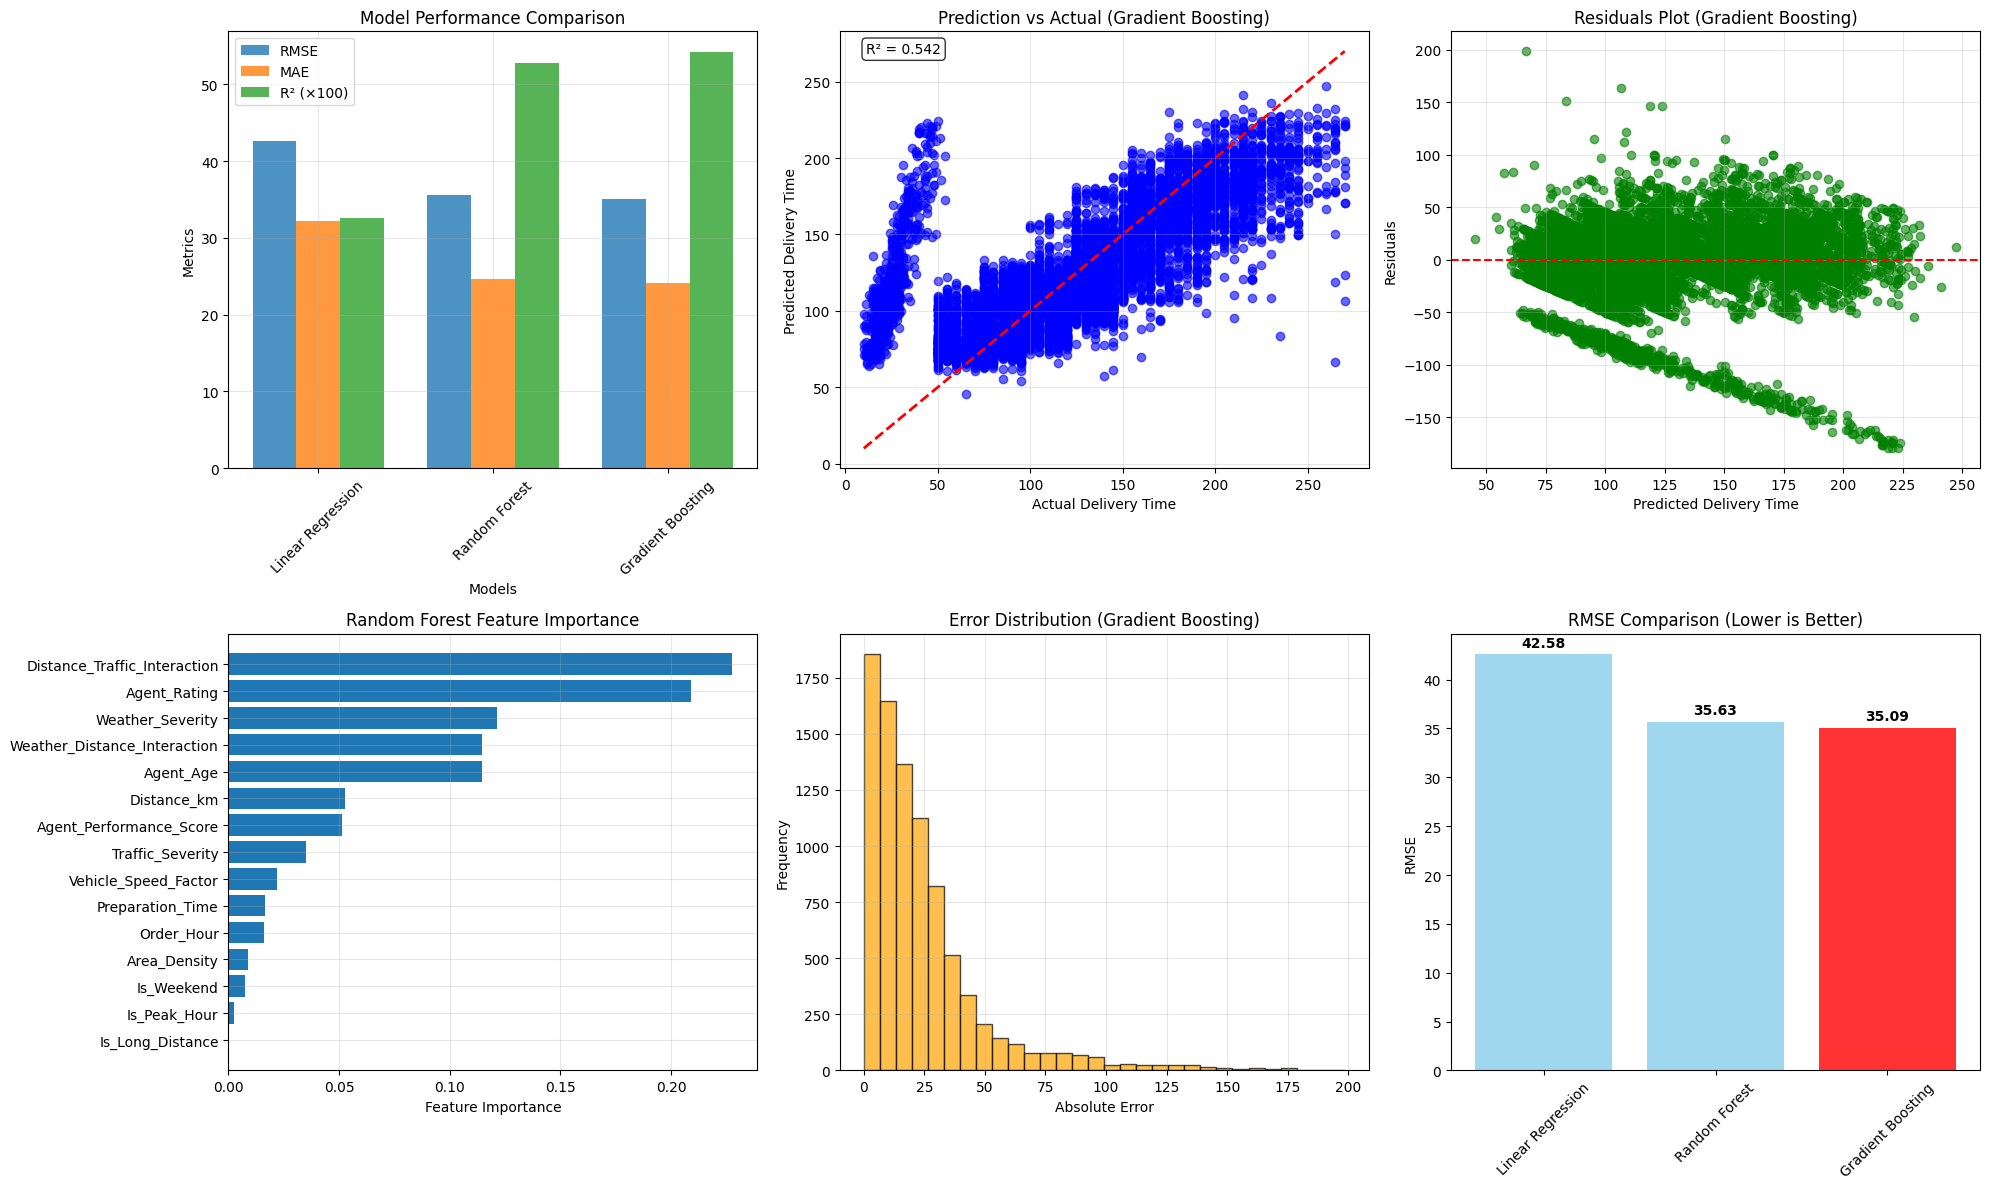 Model Performance Comparison
RMSE
MAE
R² (×100)
Metrics
50
40
30
20
10
0
Linear Regression
Random Forest
Gradient Boosting
Models
Prediction vs Actual (Gradient Boosting)
R² = 0.542
Predicted Delivery Time
250
200
150
100
50
0
0 50 100 150 200 250
Actual Delivery Time
Residuals Plot (Gradient Boosting)
Residuals
200
150
100
50
0
−50
−100
−150
50 75 100 125 150 175 200 225 250
Predicted Delivery Time
Random Forest Feature Importance
Distance_Traffic_Interaction
Agent_Rating
Weather_Severity
Weather_Distance_Interaction
Agent_Age
Distance_km
Agent_Performance_Score
Traffic_Severity
Vehicle_Speed_Factor
Preparation_Time
Order_Hour
Area_Density
Is_Weekend
Is_Peak_Hour
Is_Long_Distance
0.00 0.05 0.10 0.15 0.20
Feature Importance
Error Distribution (Gradient Boosting)
Frequency
1750
1500
1250
1000
750
500
250
0
0 25 50 75 100 125 150 175 200
Absolute Error
RMSE Comparison (Lower is Better)
42.58
35.63
35.09
RMSE
40
35
30
25
20
15
10
5
0
Linear Regression
Random Forest
Gradient Boosting